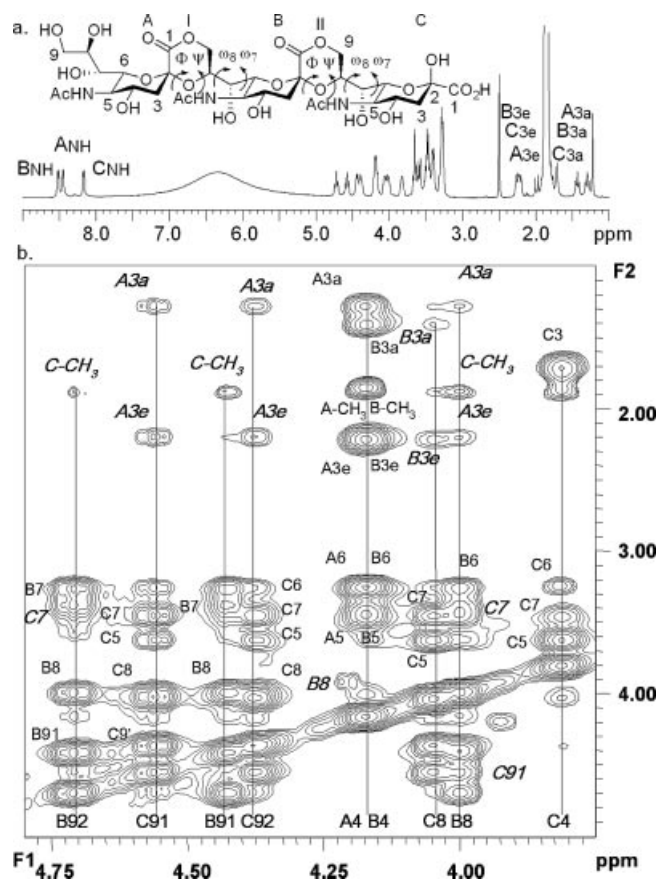 a.
A I B II C
HO OH 1 O O O O
HO 9 ω8 ω7 9 ω8 ω7 OH
HO 6 O Φ Ψ O Φ Ψ O 2 CO2H
AcHN 5 OH 3 AcN H OH AcN H OH 5 3 1
HO HO OH
BNH ANH CNH
B3e C3e A3e
A3a B3a C3a
8.0 7.0 6.0 5.0 4.0 3.0 2.0 ppm
b.
F2
A3a A3a A3a A3a
C-CH3 C-CH3 B3a B3a C-CH3 C3
2.00
A3e A3e A-CH3 B-CH3 A3e
A3e B3e B3e
3.00
B7 A6 B6 B6 C6
C6
C7 C7 B7 C7 C7 C7 C7
C5 C5 A5 B5 C5 C5
B8 C8 B8 C8 B8
4.00
B91 C9' C91
B92 C91 B91 C92 A4 B4 C8 B8 C4
F1 4.75 4.50 4.25 4.00 ppm